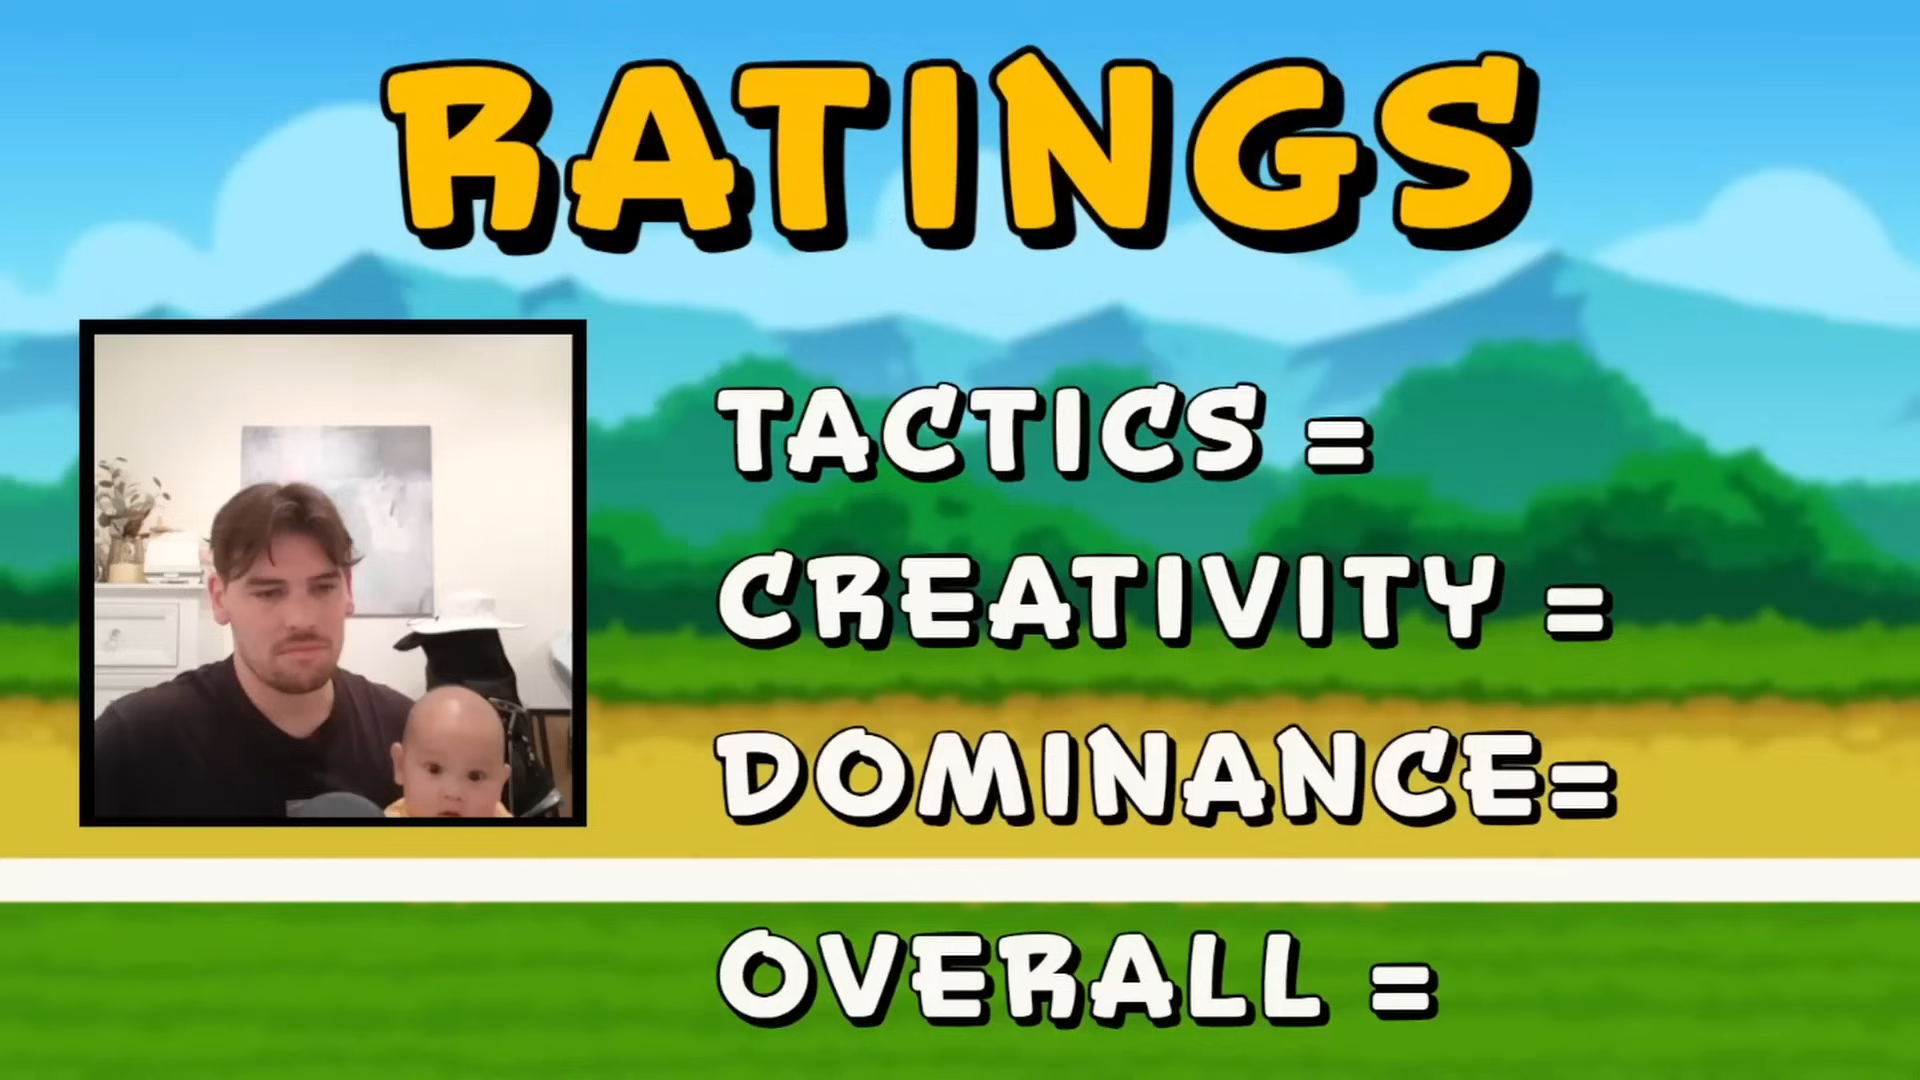 RATINGS
TACTICS =
CREATIVITY =
DOMINANCE=
OVERALL =